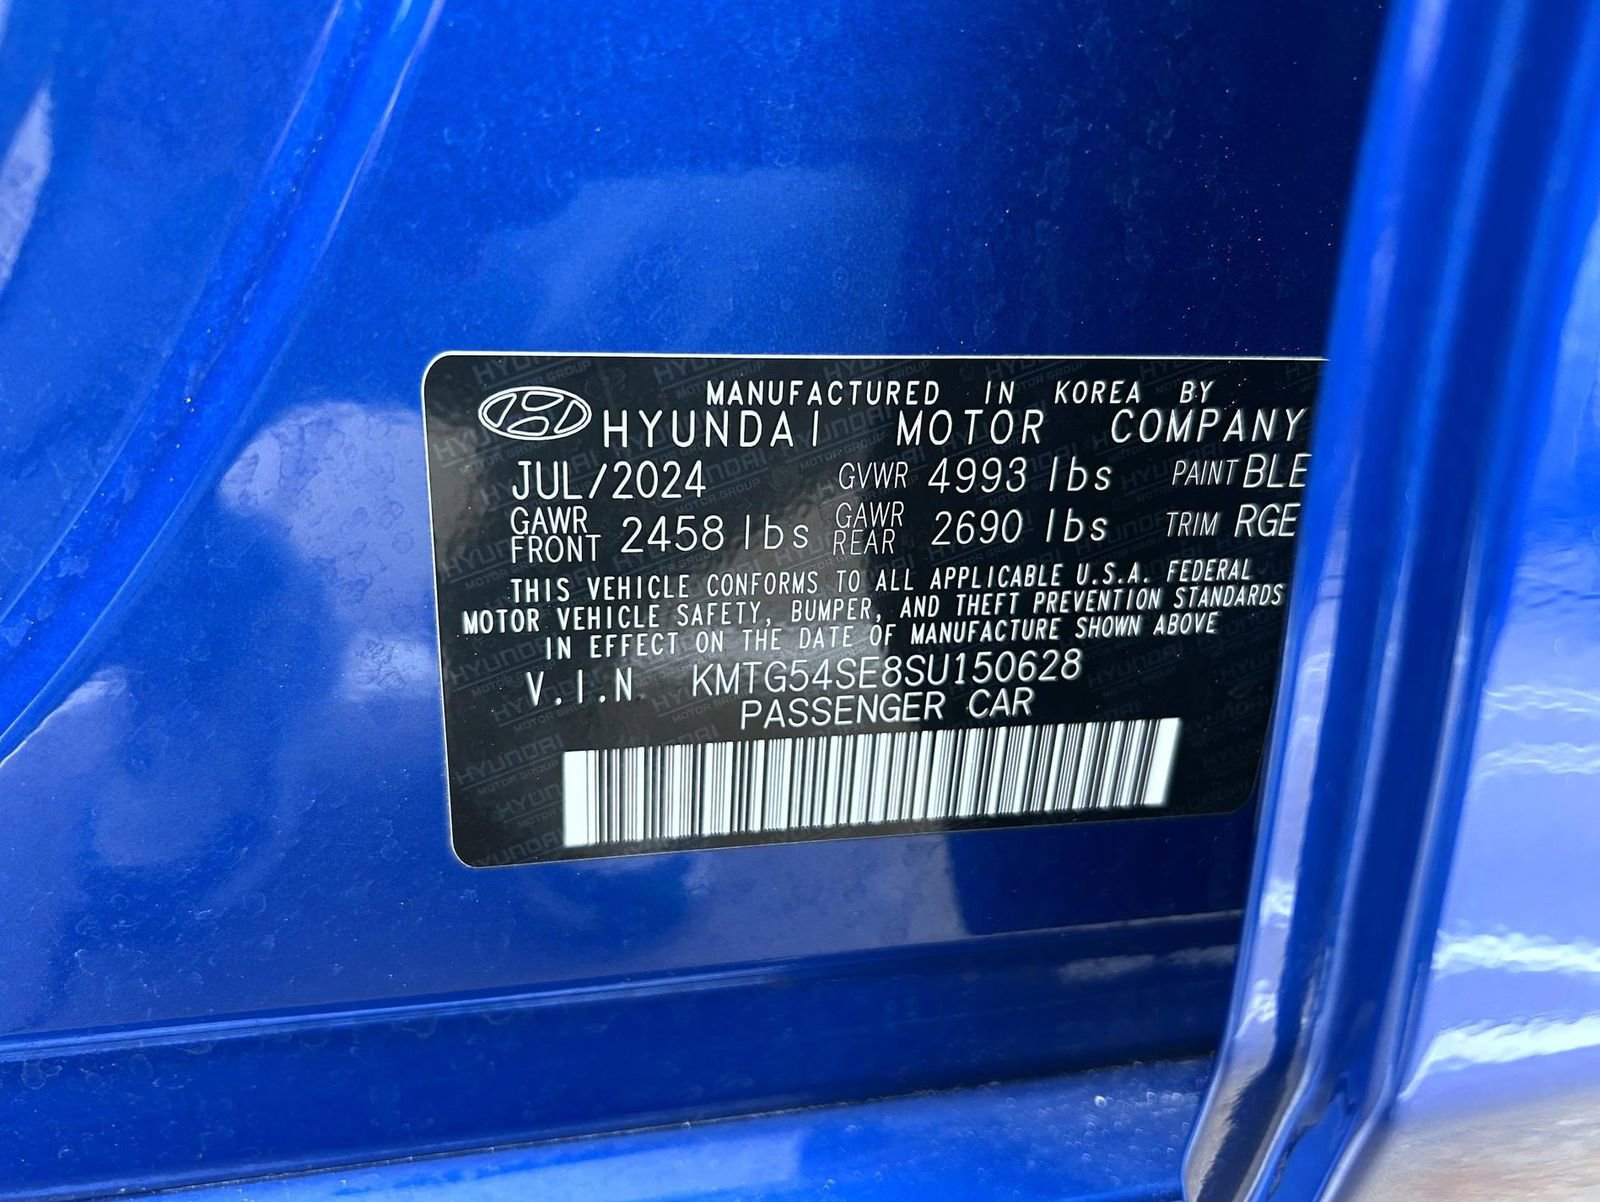 MANUFACTURED IN KOREA BY
HYUNDAI MOTOR COMPANY
JUL/2024 GVWR 4993 lbs PAINT BLE
GAWR FRONT 2458 lbs GAWR REAR 2690 lbs TRIM RGE
THIS VEHICLE CONFORMS TO ALL APPLICABLE U.S.A. FEDERAL
MOTOR VEHICLE SAFETY, BUMPER, AND THEFT PREVENTION STANDARDS
IN EFFECT ON THE DATE OF MANUFACTURE SHOWN ABOVE
V.I.N KMTG54SE8SU150628
PASSENGER CAR